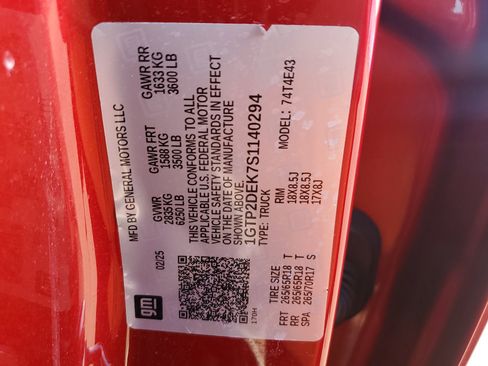 MFD BY GENERAL MOTORS LLC
02/25
gm
GVWR
2835 KG
6250 LB
GAWR FRT
1588 KG
3500 LB
GAWR RR
1633 KG
3600 LB
THIS VEHICLE CONFORMS TO ALL
APPLICABLE U.S. FEDERAL MOTOR
VEHICLE SAFETY STANDARDS IN EFFECT
ON THE DATE OF MANUFACTURE
1GTP2DEK7S1140294
TYPE: TRUCK
MODEL: 74T4E43
170H
TIRE SIZE RIM
FRT 265/65R18 T 18X8.5J
RR 265/65R18 T 18X8.5J
SPA 265/70R17 S 17X8J